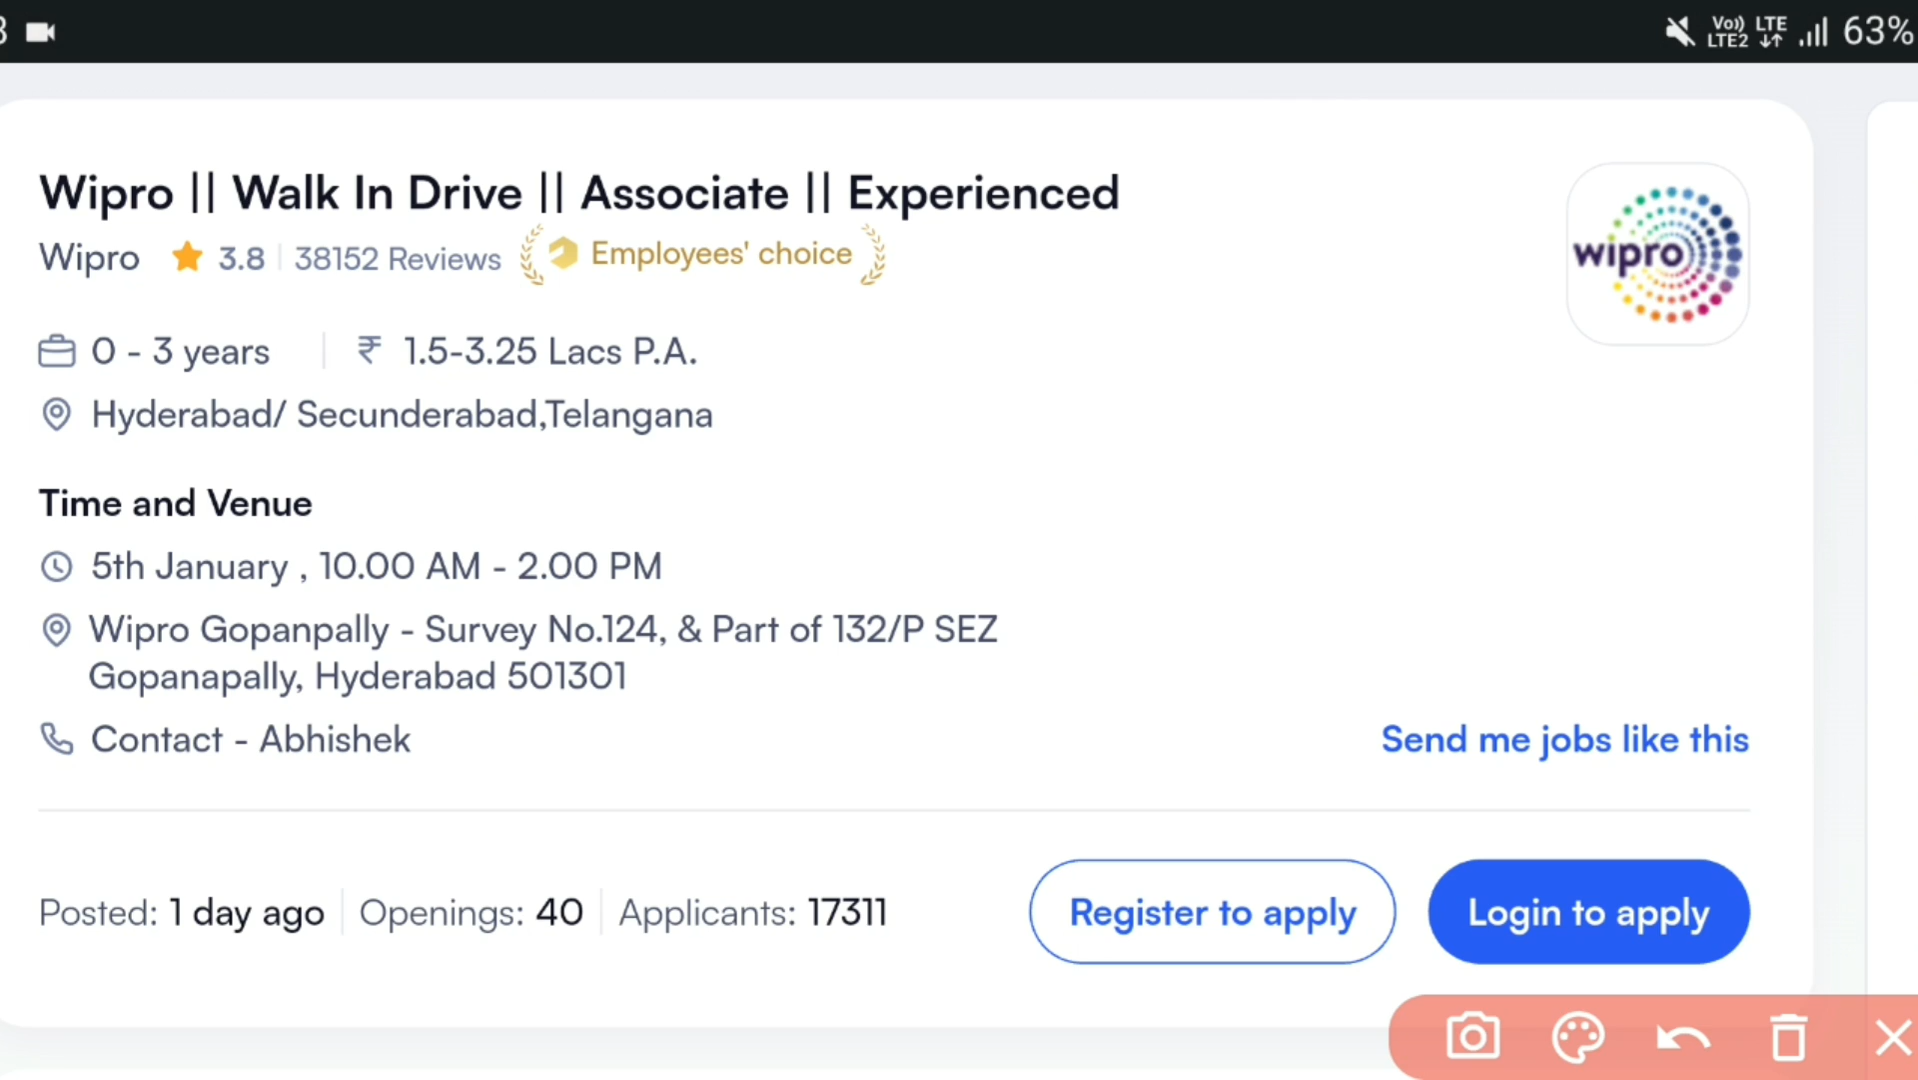 Vo)) LTE 63%
LTE2
Wipro || Walk In Drive || Associate || Experienced
wipro
Wipro 3.8 38152 Reviews Employees' choice
0 - 3 years ₹ 1.5-3.25 Lacs P.A.
Hyderabad/ Secunderabad,Telangana
Time and Venue
5th January , 10.00 AM - 2.00 PM
Wipro Gopanpally - Survey No.124, & Part of 132/P SEZ
Gopanapally, Hyderabad 501301
Contact - Abhishek
Send me jobs like this
Posted: 1 day ago Openings: 40 Applicants: 17311 Register to apply Login to apply